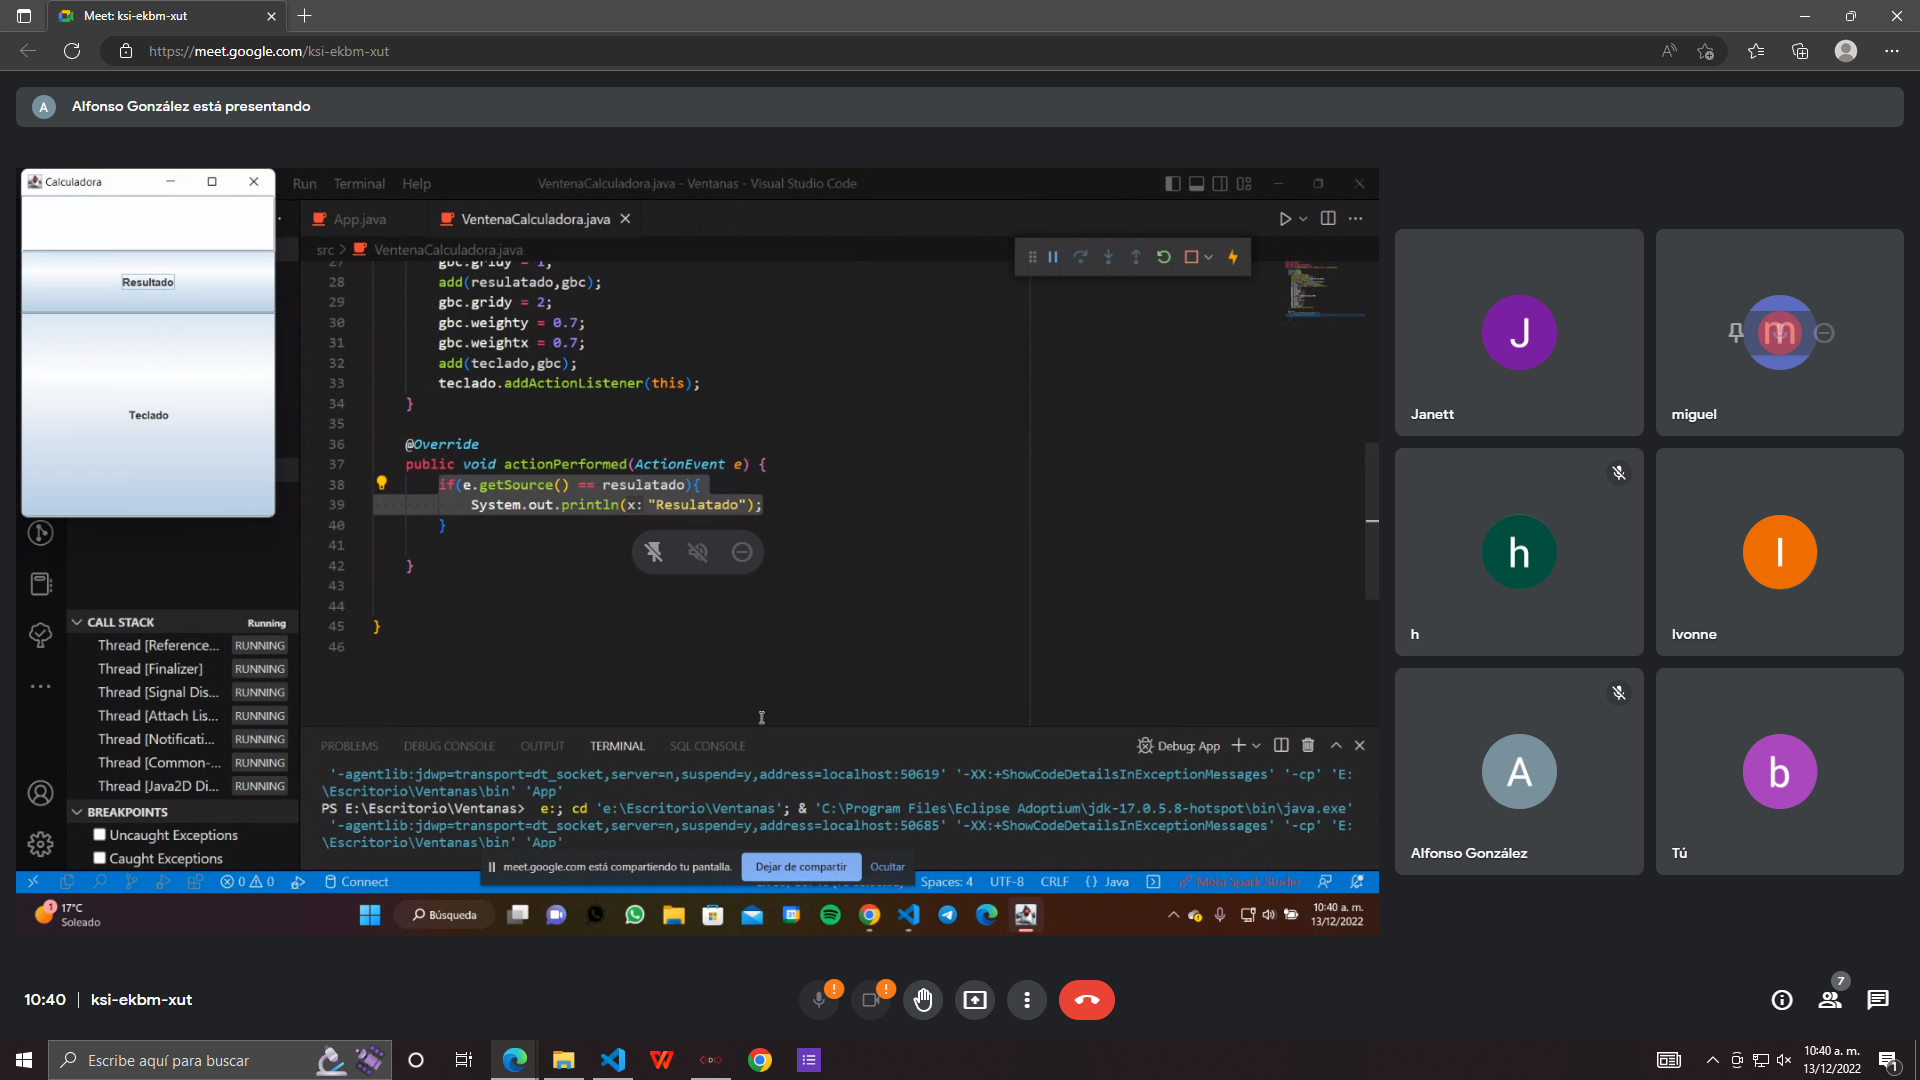 Meet: ksi-ekbm-xut
https://meet.google.com/ksi-ekbm-xut
A Alfonso González está presentando
Calculadora
Resultado
Teclado
Run Terminal Help VentenaCalculadora.java - Ventanas - Visual Studio Code
App.java VentenaCalculadora.java
src > VentenaCalculadora.java
27 gbc.gridy = 1;
28 add(resulatado,gbc);
29 gbc.gridy = 2;
30 gbc.weighty = 0.7;
31 gbc.weightx = 0.7;
32 add(teclado,gbc);
33 teclado.addActionListener(this);
34 }
35
36 @Override
37 public void actionPerformed(ActionEvent e) {
38 if(e.getSource() == resulatado){
39 System.out.println(x: "Resulatado");
40 }
41
42 }
43
44
45 }
46
CALL STACK Running
Thread [Reference... RUNNING
Thread [Finalizer] RUNNING
Thread [Signal Dis... RUNNING
Thread [Attach Lis... RUNNING
Thread [Notificati... RUNNING
Thread [Common-... RUNNING
Thread [Java2D Di... RUNNING
BREAKPOINTS
Uncaught Exceptions
Caught Exceptions
PROBLEMS DEBUG CONSOLE OUTPUT TERMINAL SQL CONSOLE Debug: App
'-agentlib:jdwp=transport=dt_socket,server=n,suspend=y,address=localhost:50619' '-XX:+ShowCodeDetailsInExceptionMessages' '-cp' 'E:
\Escritorio\Ventanas\bin' 'App'
PS E:\Escritorio\Ventanas> e:; cd 'e:\Escritorio\Ventanas'; & 'C:\Program Files\Eclipse Adoptium\jdk-17.0.5.8-hotspot\bin\java.exe'
'-agentlib:jdwp=transport=dt_socket,server=n,suspend=y,address=localhost:50685' '-XX:+ShowCodeDetailsInExceptionMessages' '-cp' 'E:
\Escritorio\Ventanas\bin' 'App'
meet.google.com está compartiendo tu pantalla. Dejar de compartir Ocultar
0 0 Connect Spaces: 4 UTF-8 CRLF {} Java Meta Spark Studio
1 17°C
Soleado
Búsqueda
10:40 a. m.
13/12/2022
J
Janett
m
miguel
h
h
I
Ivonne
A
Alfonso González
b
Tú
10:40 | ksi-ekbm-xut
! !
7
Escribe aquí para buscar
10:40 a. m.
13/12/2022
1